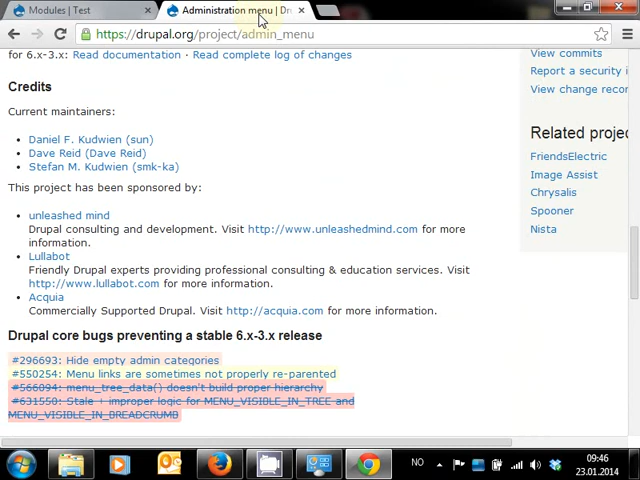 Modules | Test
Administration menu | Dr
https://drupal.org/project/admin_menu
for 6.x-3.x: Read documentation · Read complete log of changes
View commits
Report a security i
View change recor
Credits
Current maintainers:
Daniel F. Kudwien (sun)
Dave Reid (Dave Reid)
Stefan M. Kudwien (smk-ka)
This project has been sponsored by:
unleashed mind
Drupal consulting and development. Visit http://www.unleashedmind.com for more
information.
Lullabot
Friendly Drupal experts providing professional consulting & education services. Visit
http://www.lullabot.com for more information.
Acquia
Commercially Supported Drupal. Visit http://acquia.com for more information.
Related projec
FriendsElectric
Image Assist
Chrysalis
Spooner
Nista
Drupal core bugs preventing a stable 6.x-3.x release
#296693: Hide empty admin categories
#550254: Menu links are sometimes not properly re-parented
#566094: menu_tree_data() doesn't build proper hierarchy
#631550: Stale + improper logic for MENU_VISIBLE_IN_TREE and
MENU_VISIBLE_IN_BREADCRUMB
NO
09:46
23.01.2014